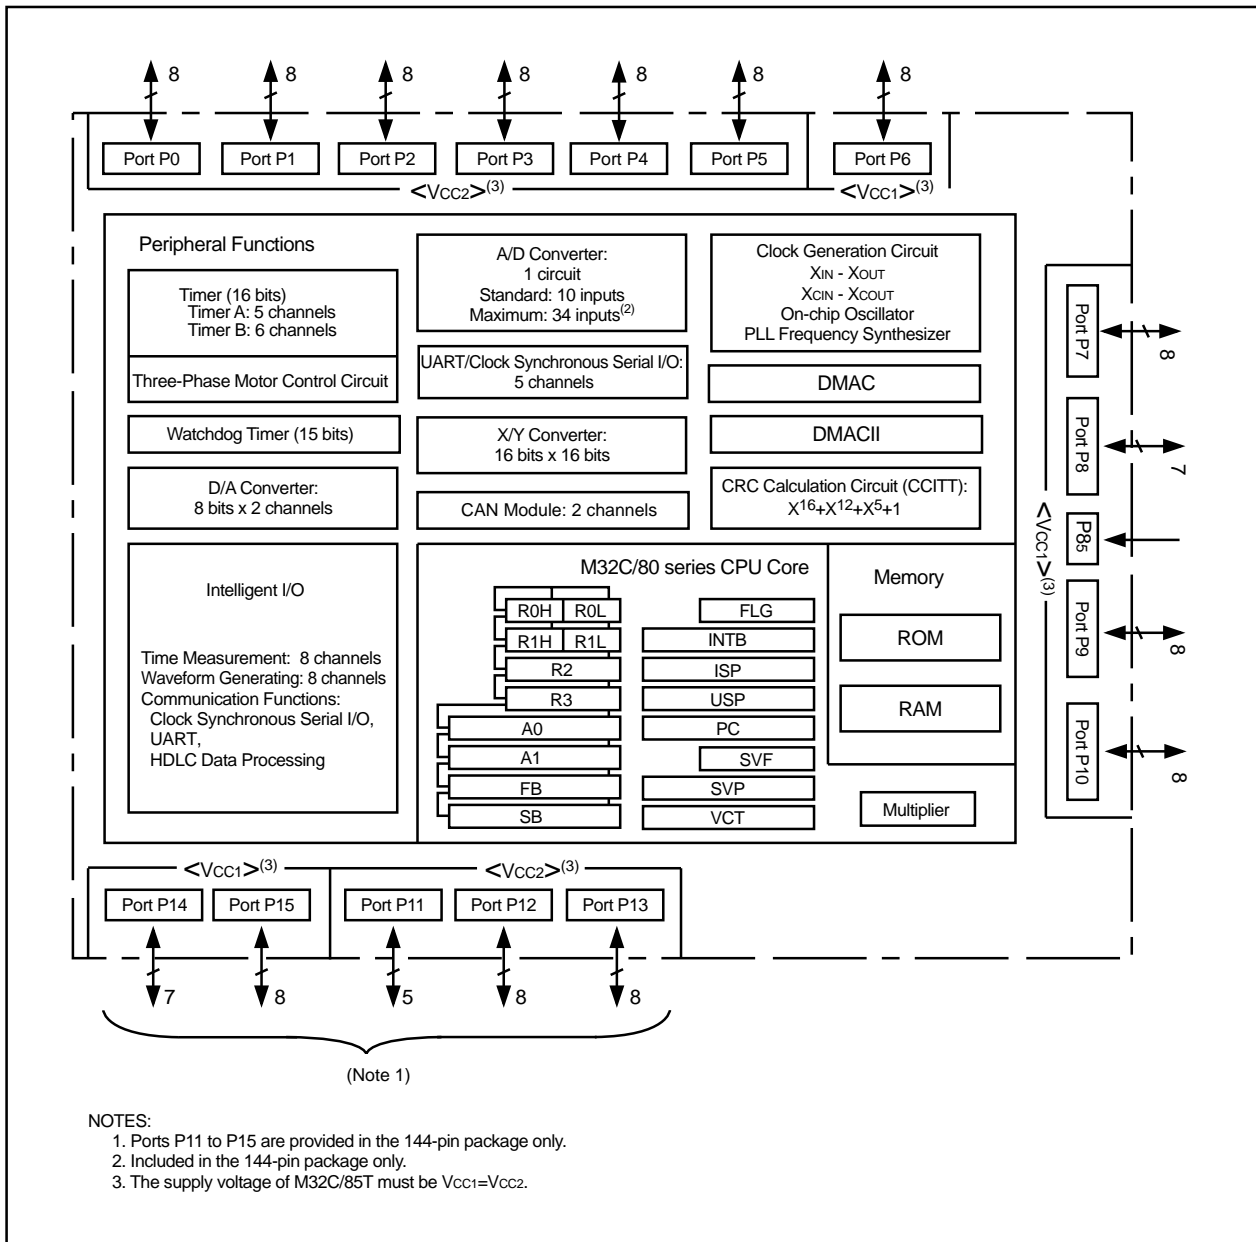 8 8 8 8 8 8 8
Port P0 Port P1 Port P2 Port P3 Port P4 Port P5 Port P6
<VCC2>(3) <VCC1>(3)
Peripheral Functions
Timer (16 bits)
Timer A: 5 channels
Timer B: 6 channels
Three-Phase Motor Control Circuit
Watchdog Timer (15 bits)
D/A Converter:
8 bits x 2 channels
A/D Converter:
1 circuit
Standard: 10 inputs
Maximum: 34 inputs(2)
UART/Clock Synchronous Serial I/O:
5 channels
X/Y Converter:
16 bits x 16 bits
CAN Module: 2 channels
Clock Generation Circuit
XIN - XOUT
XCIN - XCOUT
On-chip Oscillator
PLL Frequency Synthesizer
DMAC
DMACII
CRC Calculation Circuit (CCITT):
X16+X12+X5+1
Intelligent I/O
Time Measurement: 8 channels
Waveform Generating: 8 channels
Communication Functions:
Clock Synchronous Serial I/O,
UART,
HDLC Data Processing
M32C/80 series CPU Core
R0H R0L
R1H R1L
R2
R3
A0
A1
FB
SB
FLG
INTB
ISP
USP
PC
SVF
SVP
VCT
Memory
ROM
RAM
Multiplier
<VCC1>(3)
Port P7
8
Port P8
7
P85
Port P9
8
Port P10
8
<VCC1>(3) <VCC2>(3)
Port P14 Port P15 Port P11 Port P12 Port P13
7 8 5 8 8
(Note 1)
NOTES:
1. Ports P11 to P15 are provided in the 144-pin package only.
2. Included in the 144-pin package only.
3. The supply voltage of M32C/85T must be VCC1=VCC2.